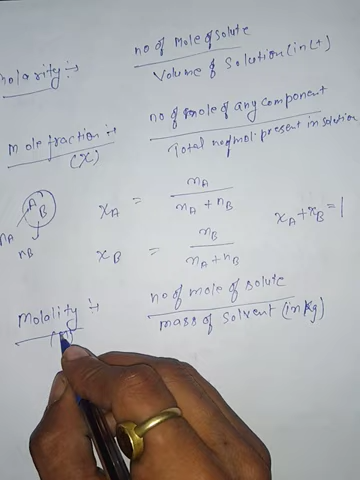 Molarity :-
no of Mole of solute
Volume of Solution (in Lt)
Mole fraction :-
(x)
no of mole of any component
Total no of mol. present in solution
A B
nA
nB
xA = nA / nA + nB
xB = nB / nA + nB
xA + xB = 1
Molality :-
no of mole of solute
mass of solvent (in kg)